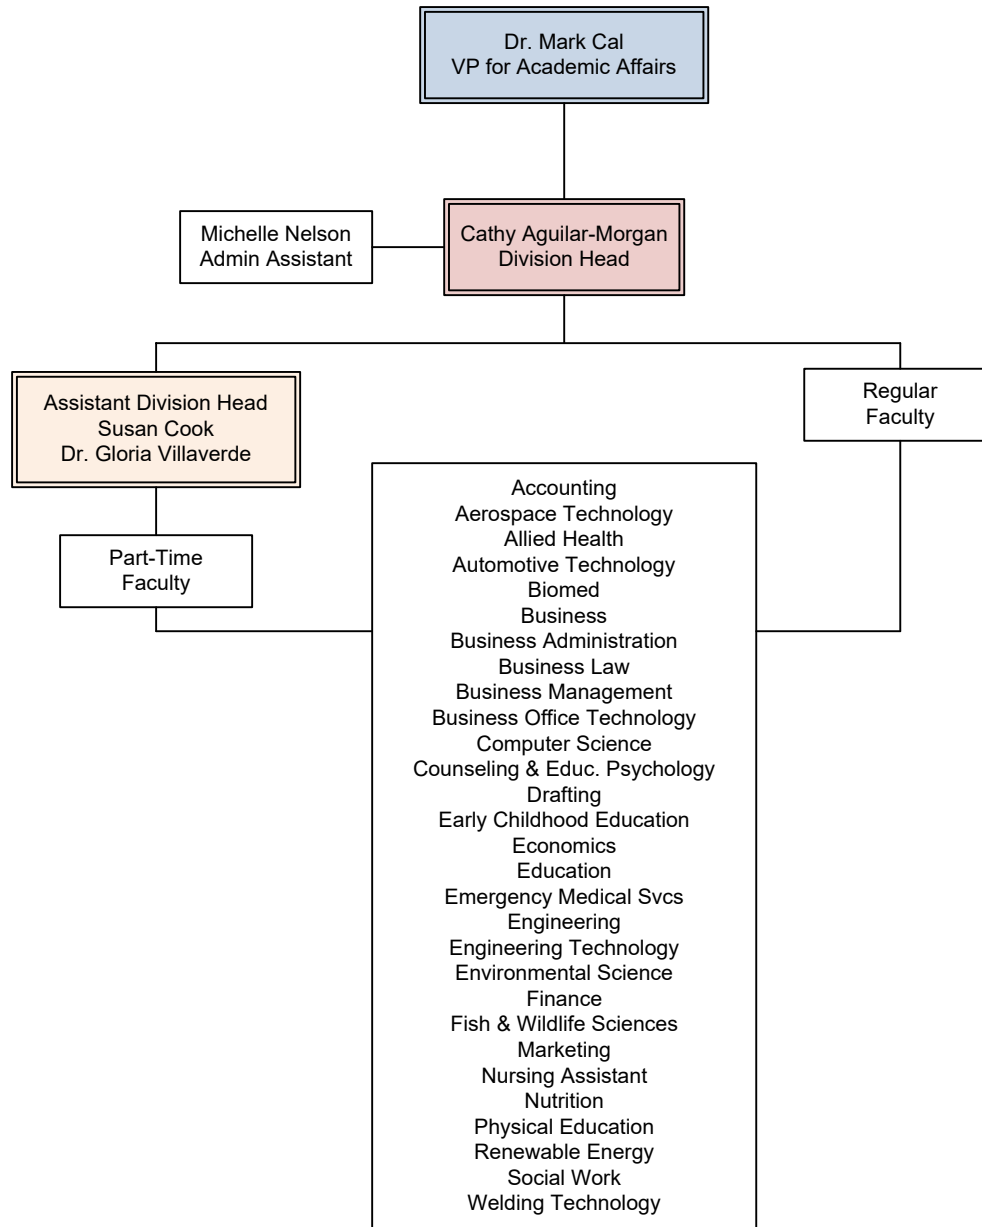 Dr. Mark Cal
VP for Academic Affairs
Michelle Nelson
Admin Assistant
Cathy Aguilar-Morgan
Division Head
Assistant Division Head
Susan Cook
Dr. Gloria Villaverde
Regular
Faculty
Part-Time
Faculty
Accounting
Aerospace Technology
Allied Health
Automotive Technology
Biomed
Business
Business Administration
Business Law
Business Management
Business Office Technology
Computer Science
Counseling & Educ. Psychology
Drafting
Early Childhood Education
Economics
Education
Emergency Medical Svcs
Engineering
Engineering Technology
Environmental Science
Finance
Fish & Wildlife Sciences
Marketing
Nursing Assistant
Nutrition
Physical Education
Renewable Energy
Social Work
Welding Technology